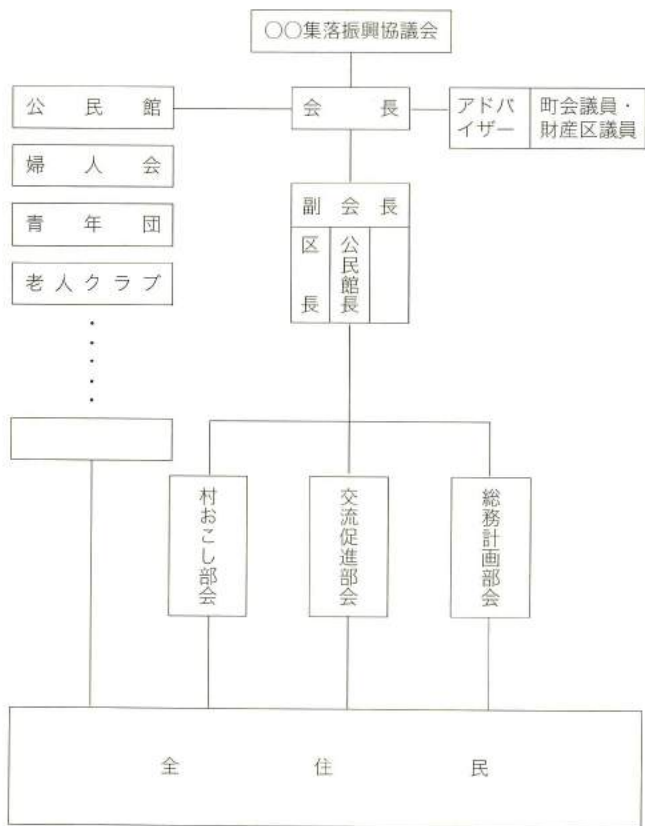 〇〇集落振興協議会
公民館
会長
アドバ
イザー
町会議員・
財産区議員
婦人会
青年団
老人クラブ
副会長
区長
公民館長
村おこし部会
交流促進部会
総務計画部会
全住民